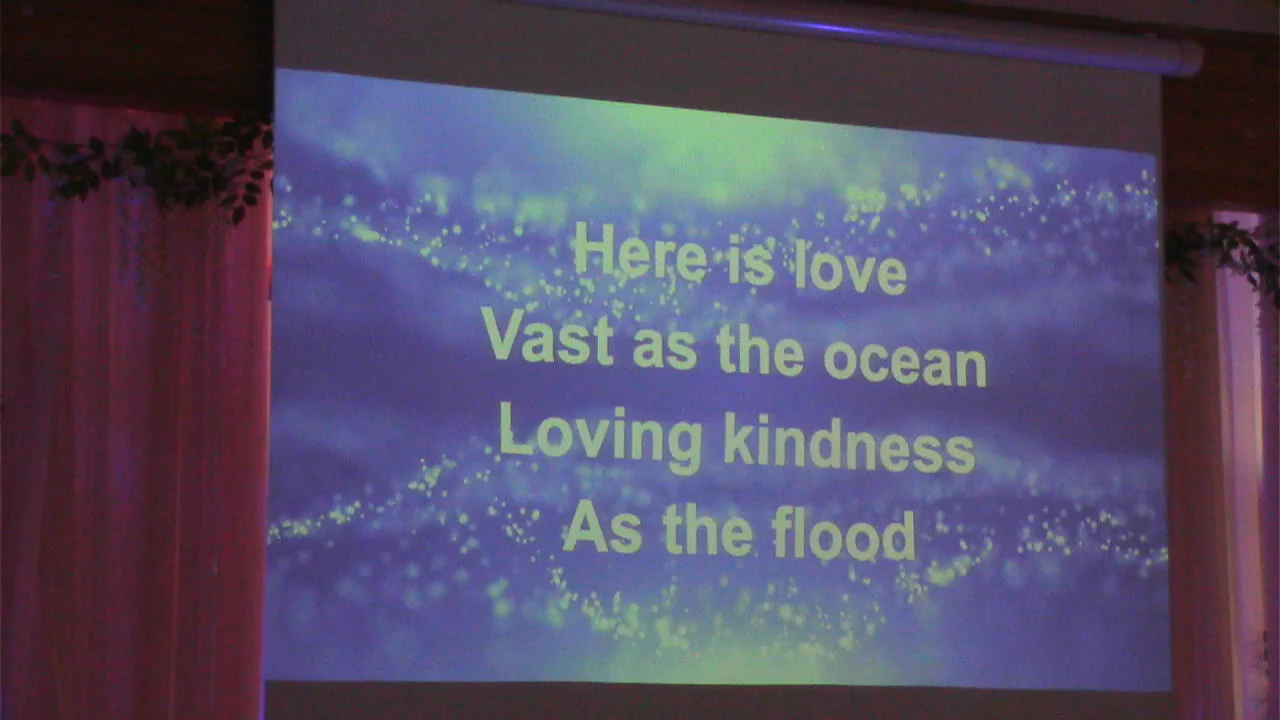 Here is love
Vast as the ocean
Loving kindness
As the flood